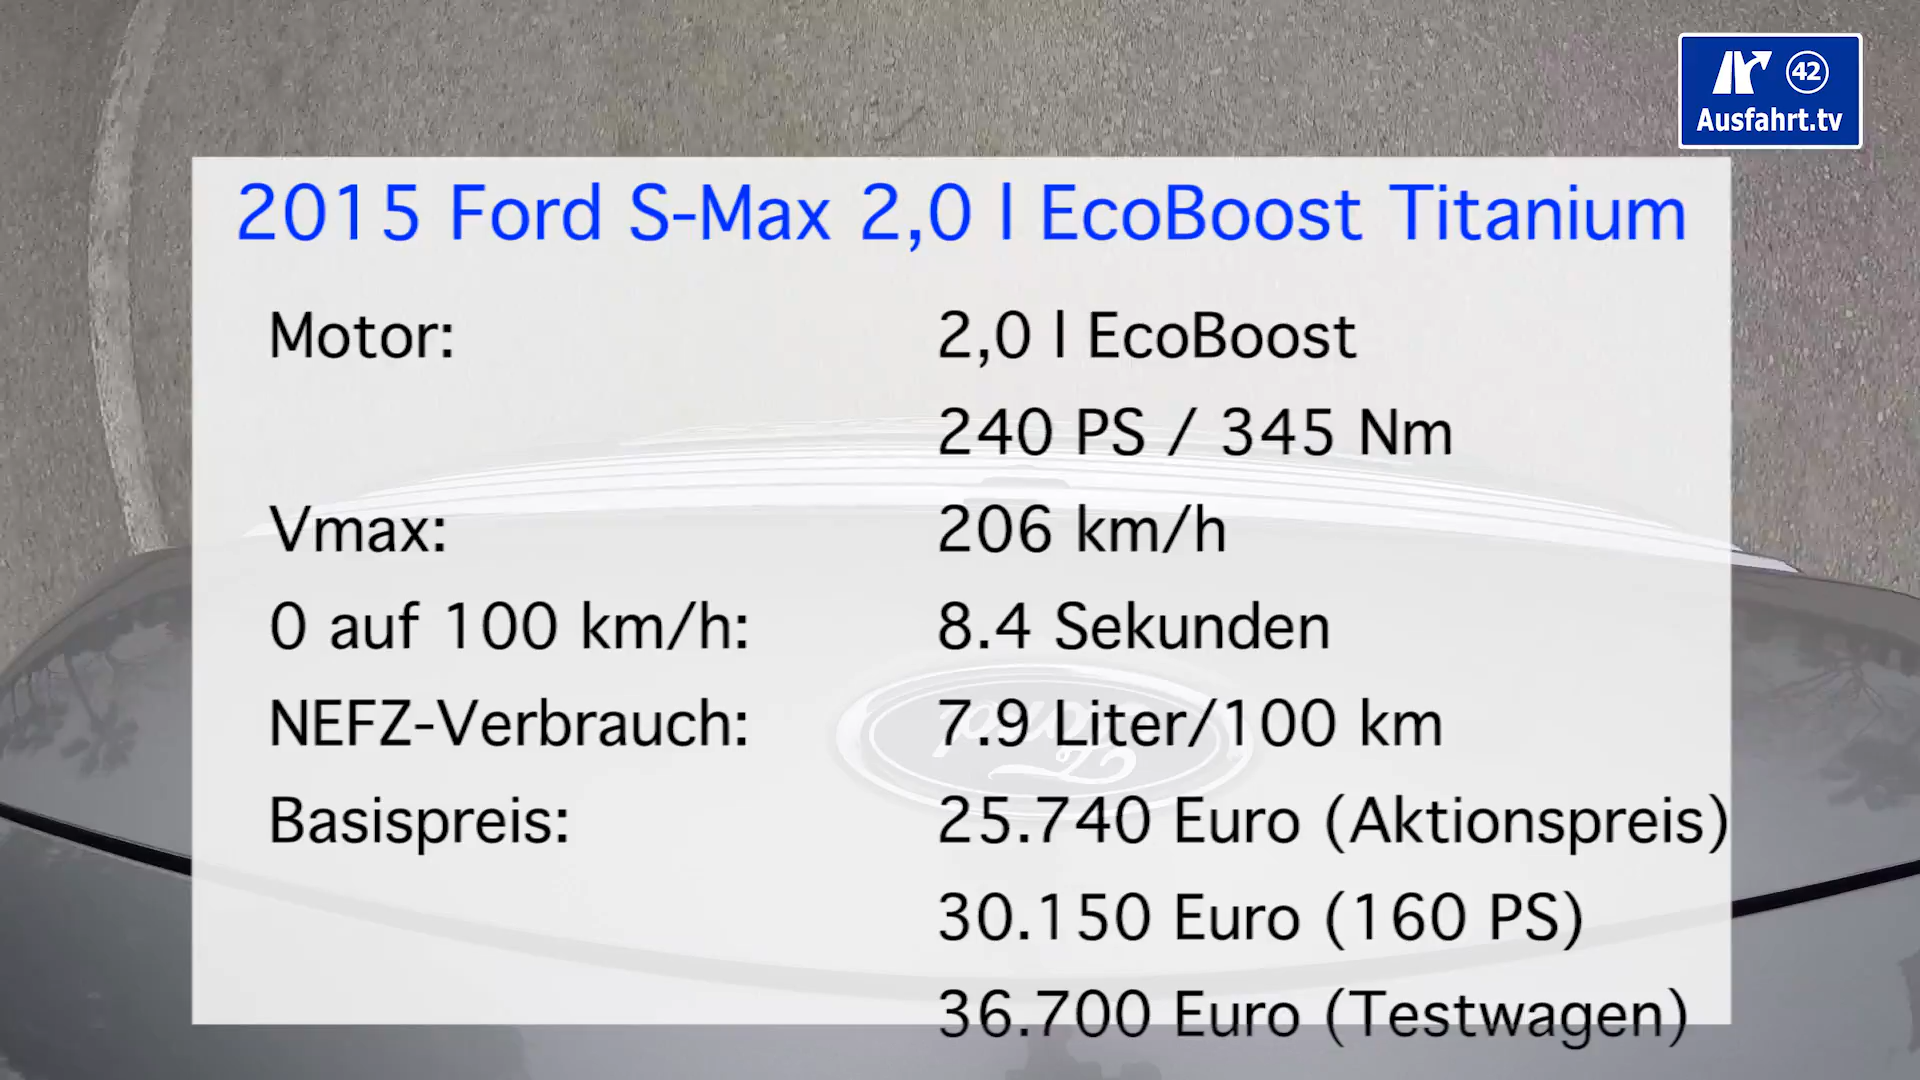 42
Ausfahrt.tv
2015 Ford S-Max 2,0 l EcoBoost Titanium
Motor: 2,0 l EcoBoost
240 PS / 345 Nm
Vmax: 206 km/h
0 auf 100 km/h: 8.4 Sekunden
NEFZ-Verbrauch: 7.9 Liter/100 km
Ford
Basispreis: 25.740 Euro (Aktionspreis)
30.150 Euro (160 PS)
36.700 Euro (Testwagen)